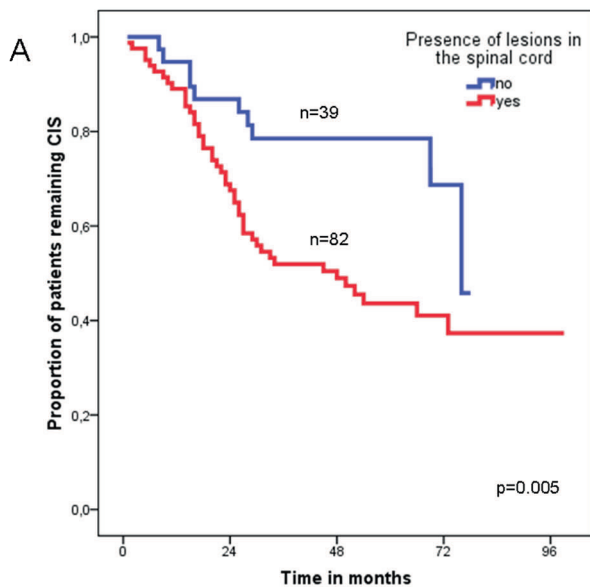 A
Presence of lesions in
the spinal cord
no
yes
n=39
n=82
p=0.005
Proportion of patients remaining CIS
1,0
0,8
0,6
0,4
0,2
0,0
0 24 48 72 96
Time in months